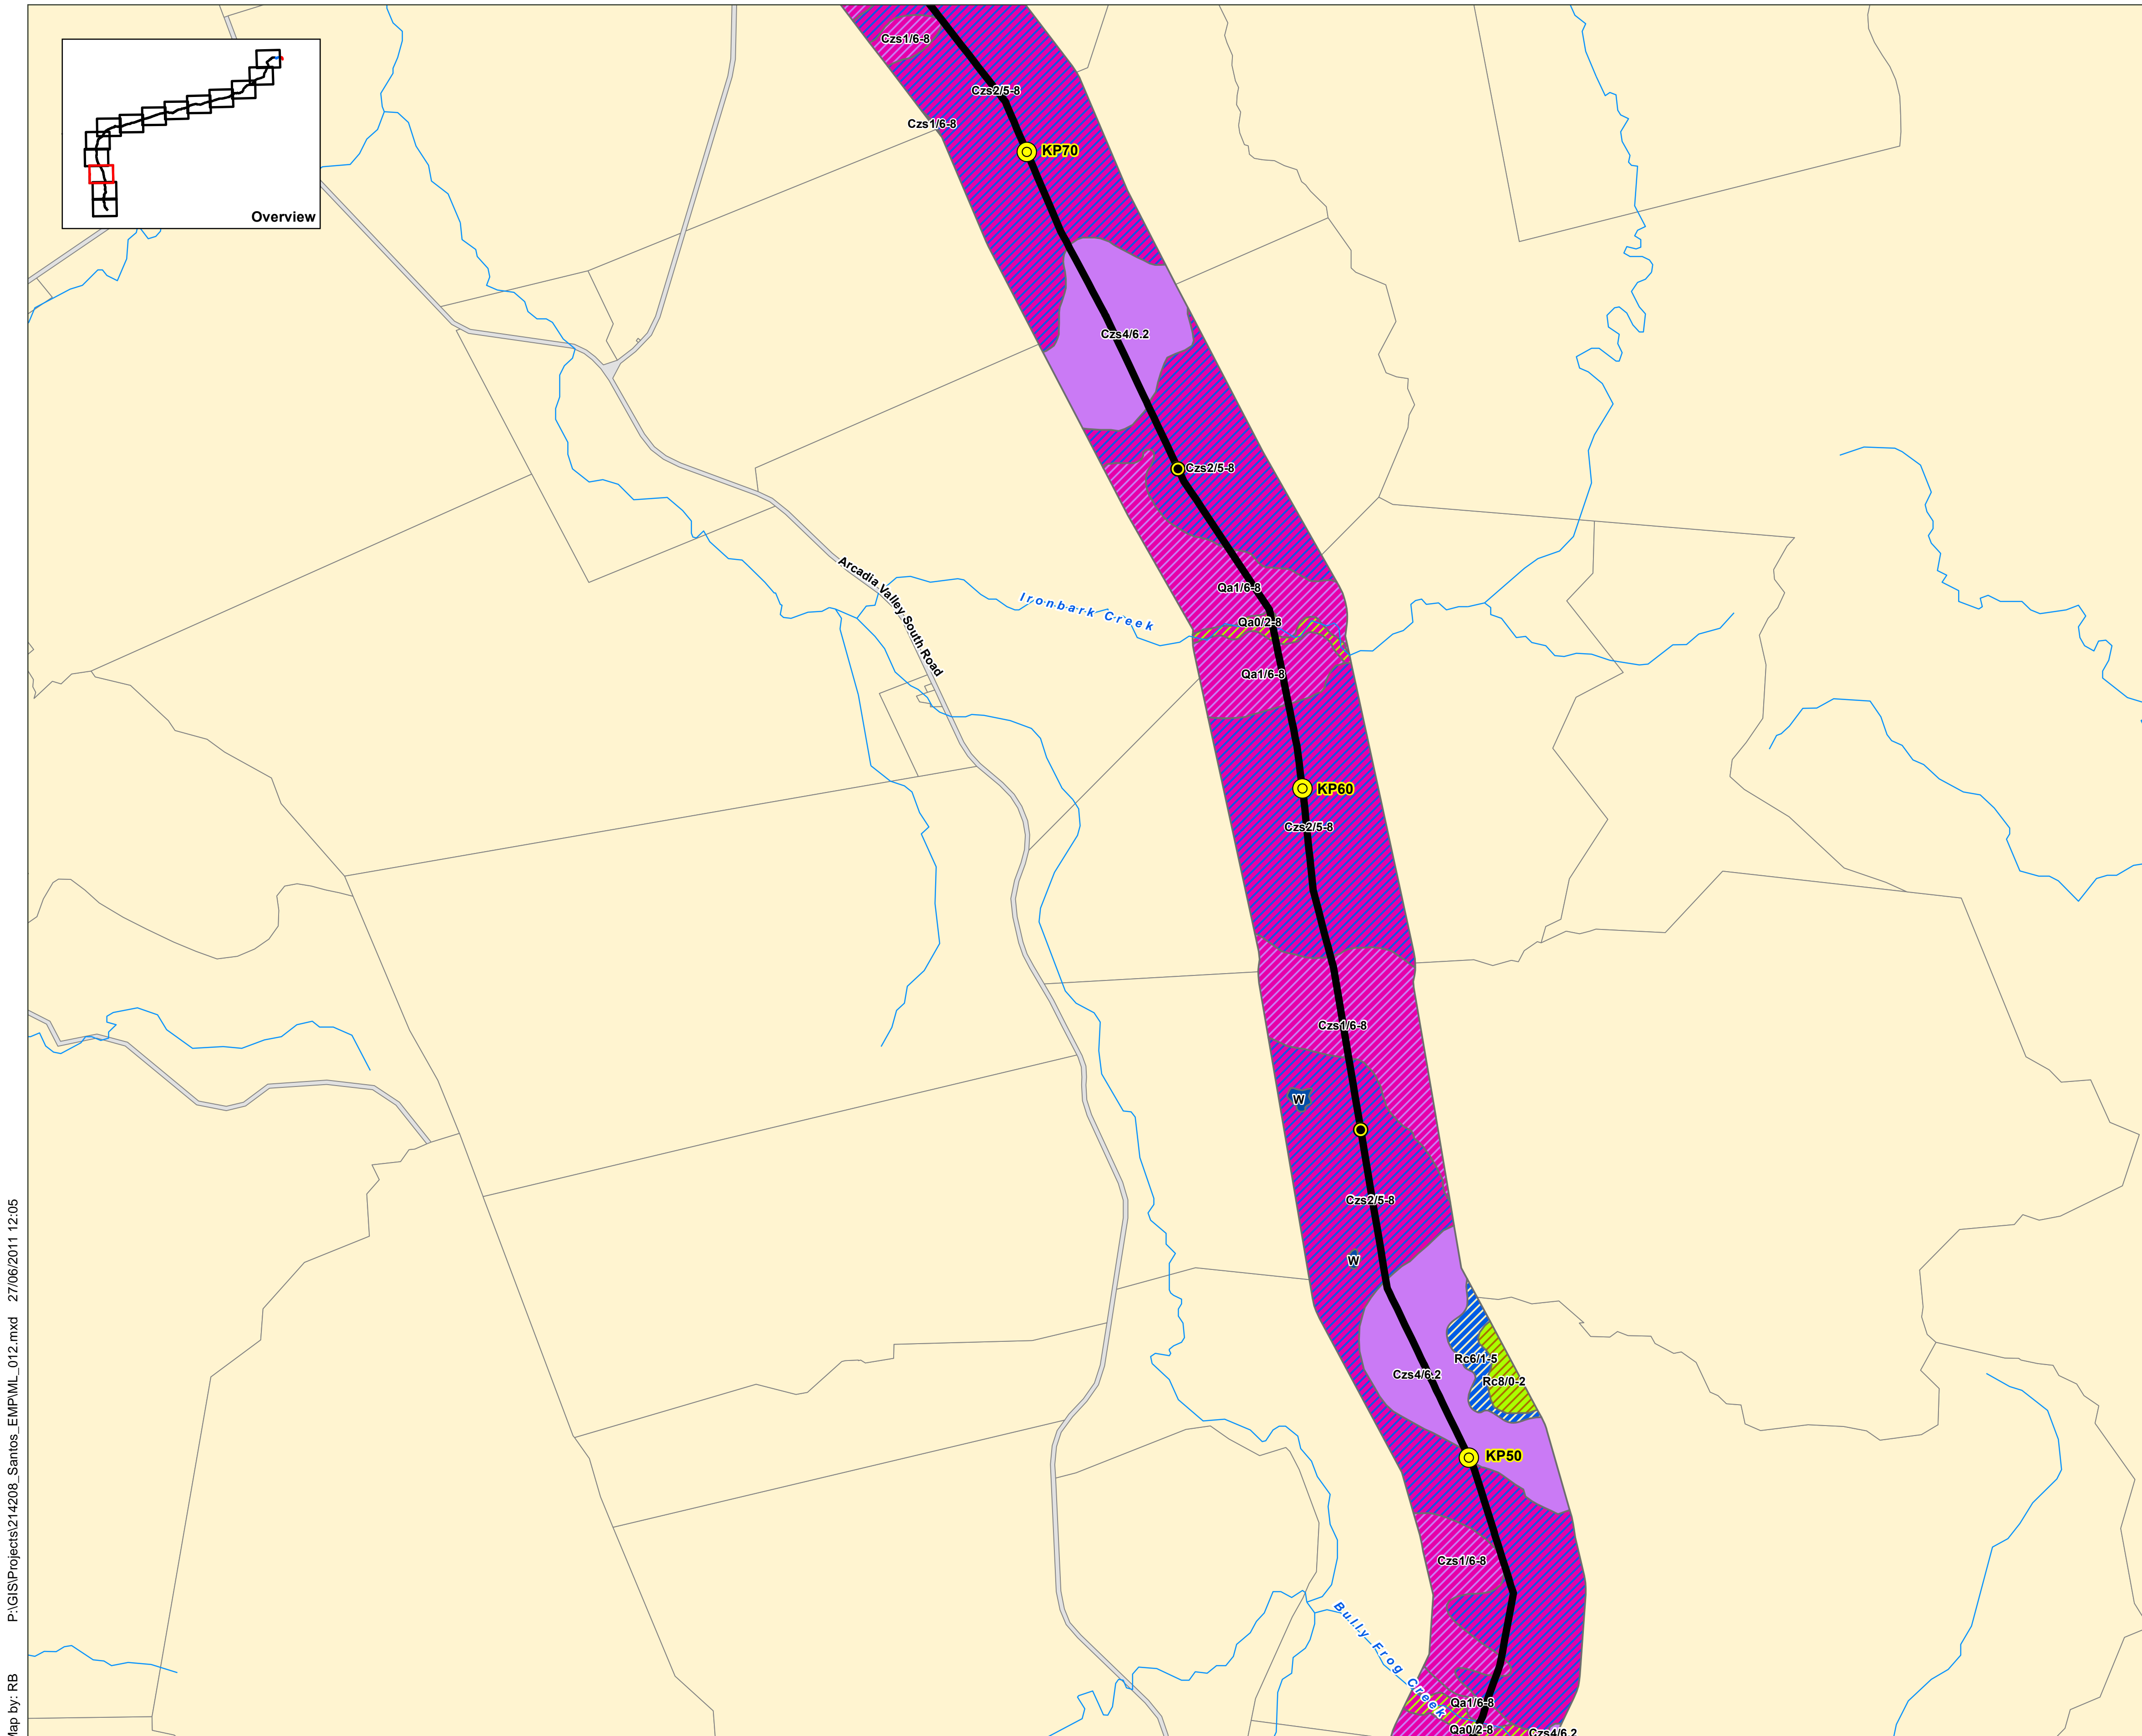 Czs1/6-8
Czs2/5-8
Czs1/6-8
KP70
Overview
Czs4/6.2
Czs2/5-8
Arcadia Valley South Road
Ironbark Creek
Qa1/6-8
Qa0/2-8
Qa1/6-8
KP60
Czs2/5-8
Czs1/6-8
W
Czs2/5-8
W
Rc6/1-5
Czs4/6.2
Rc8/0-2
KP50
Czs1/6-8
Bully Frog Creek
Qa1/6-8
Qa0/2-8
Czs4/6.2
Map by: RB P:\GIS\Projects\214208_Santos_EMP\ML_012.mxd 27/06/2011 12:05